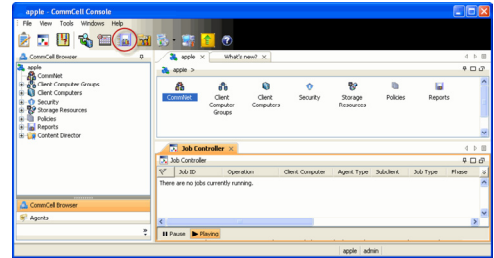 apple - CommCell Console
File View Tools Windows Help
CommCell Browser
apple
CommNet
Client Computer Groups
Client Computers
Security
Storage Resources
Policies
Reports
Content Director
CommCell Browser
Agents
apple
What's new?
apple >
CommNet
Client Computer Groups
Client Computers
Security
Storage Resources
Policies
Reports
Job Controller
Job Controller
Job ID Operation Client Computer Agent Type Subclient Job Type Phase
There are no jobs currently running.
Pause Playing
apple admin